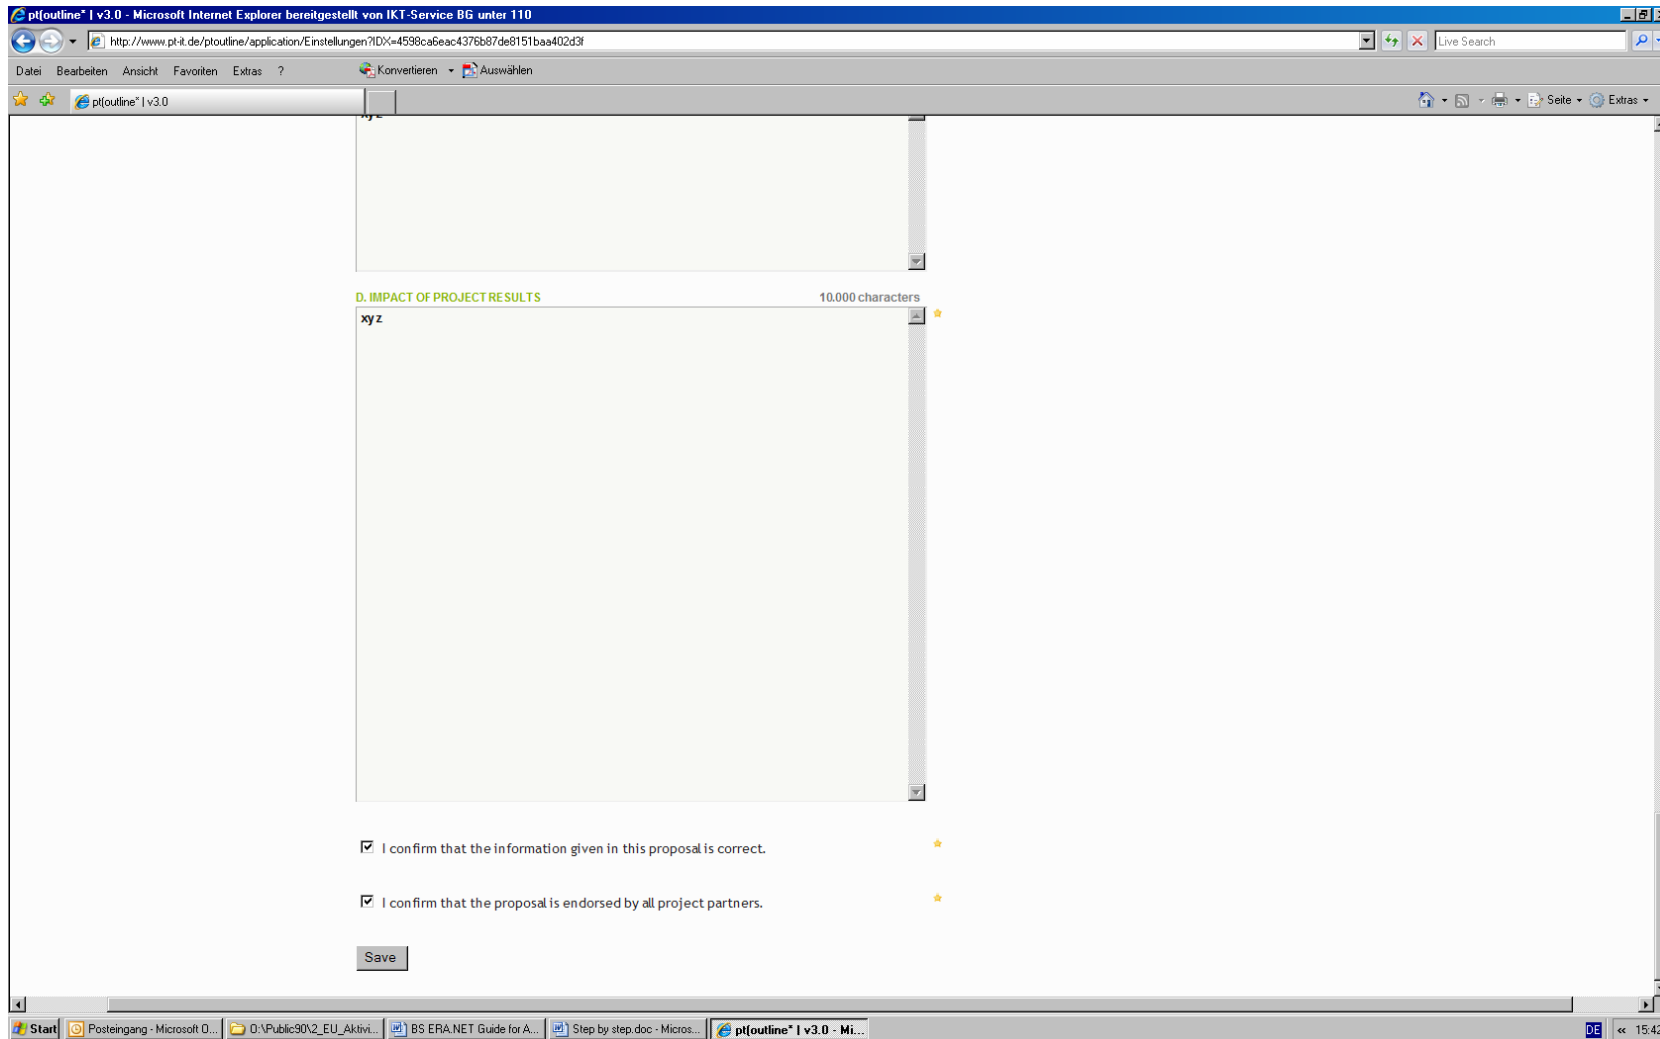 pt(outline* | v3.0 - Microsoft Internet Explorer bereitgestellt von IKT-Service BG unter 110
http://www.pt-it.de/ptoutline/application/Einstellungen?IDX=4598ca6eac4376b87de8151baa402d3f
Live Search
Datei Bearbeiten Ansicht Favoriten Extras ? Konvertieren Auswählen
pt(outline* | v3.0
Seite Extras
xyz
D. IMPACT OF PROJECT RESULTS 10.000 characters
xyz
I confirm that the information given in this proposal is correct.
I confirm that the proposal is endorsed by all project partners.
Save
Start Posteingang - Microsoft O... O:\Public90\2_EU_Aktivi... BS ERA.NET Guide for A... Step by step.doc - Micros... pt(outline* | v3.0 - Mi... DE « 15:42